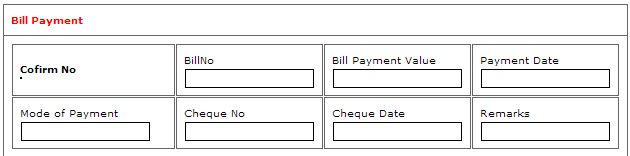 Bill Payment
Cofirm No
BillNo
Bill Payment Value
Payment Date
Mode of Payment
Cheque No
Cheque Date
Remarks